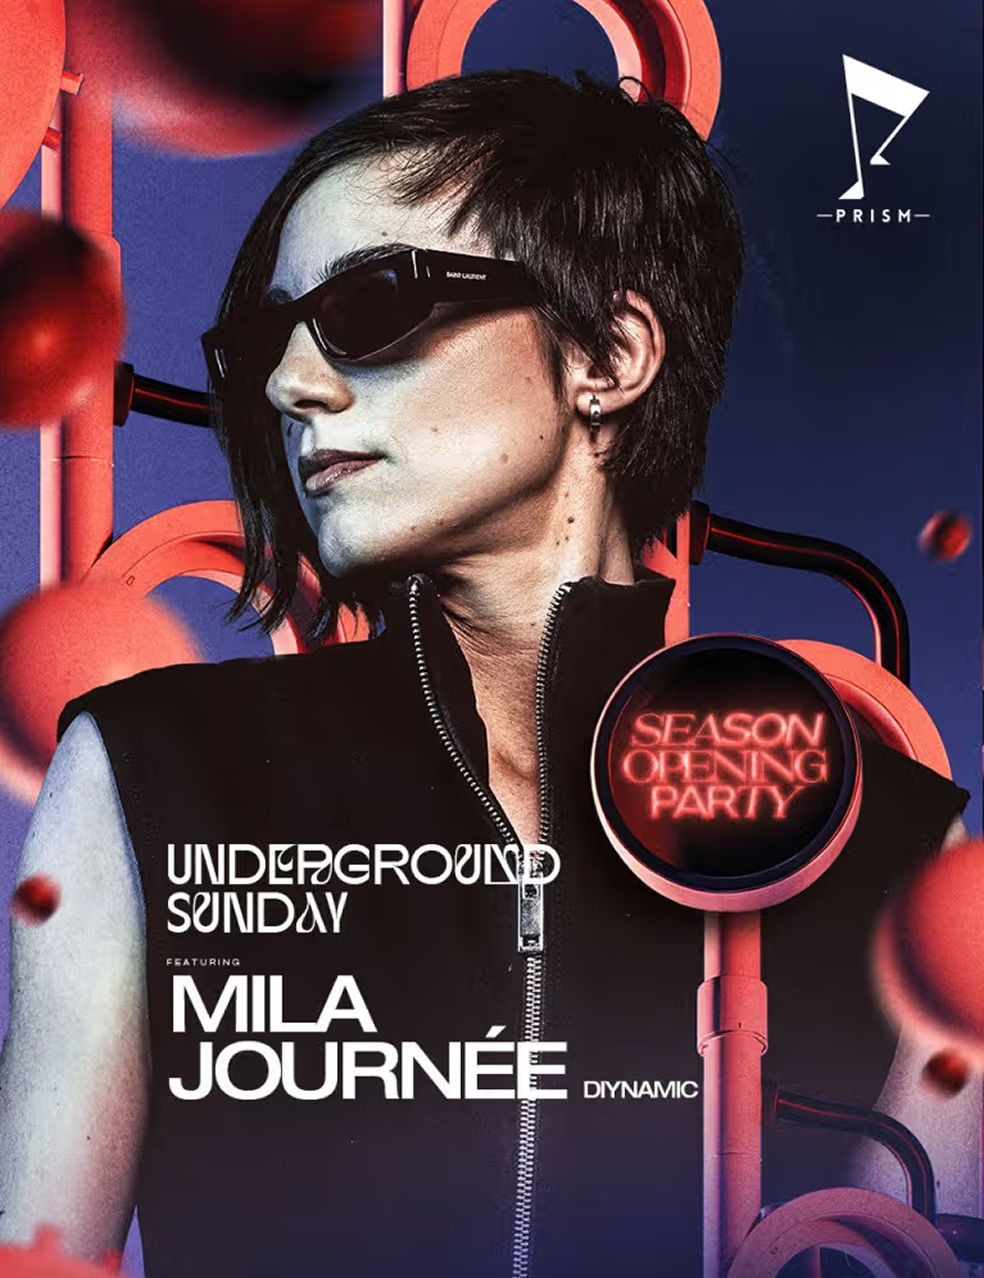 PRISM
SAINT LAURENT
SEASON
OPENING
PARTY
UNDERGROUND
SUNDAY
FEATURING
MILA
JOURNÉE DIYNAMIC